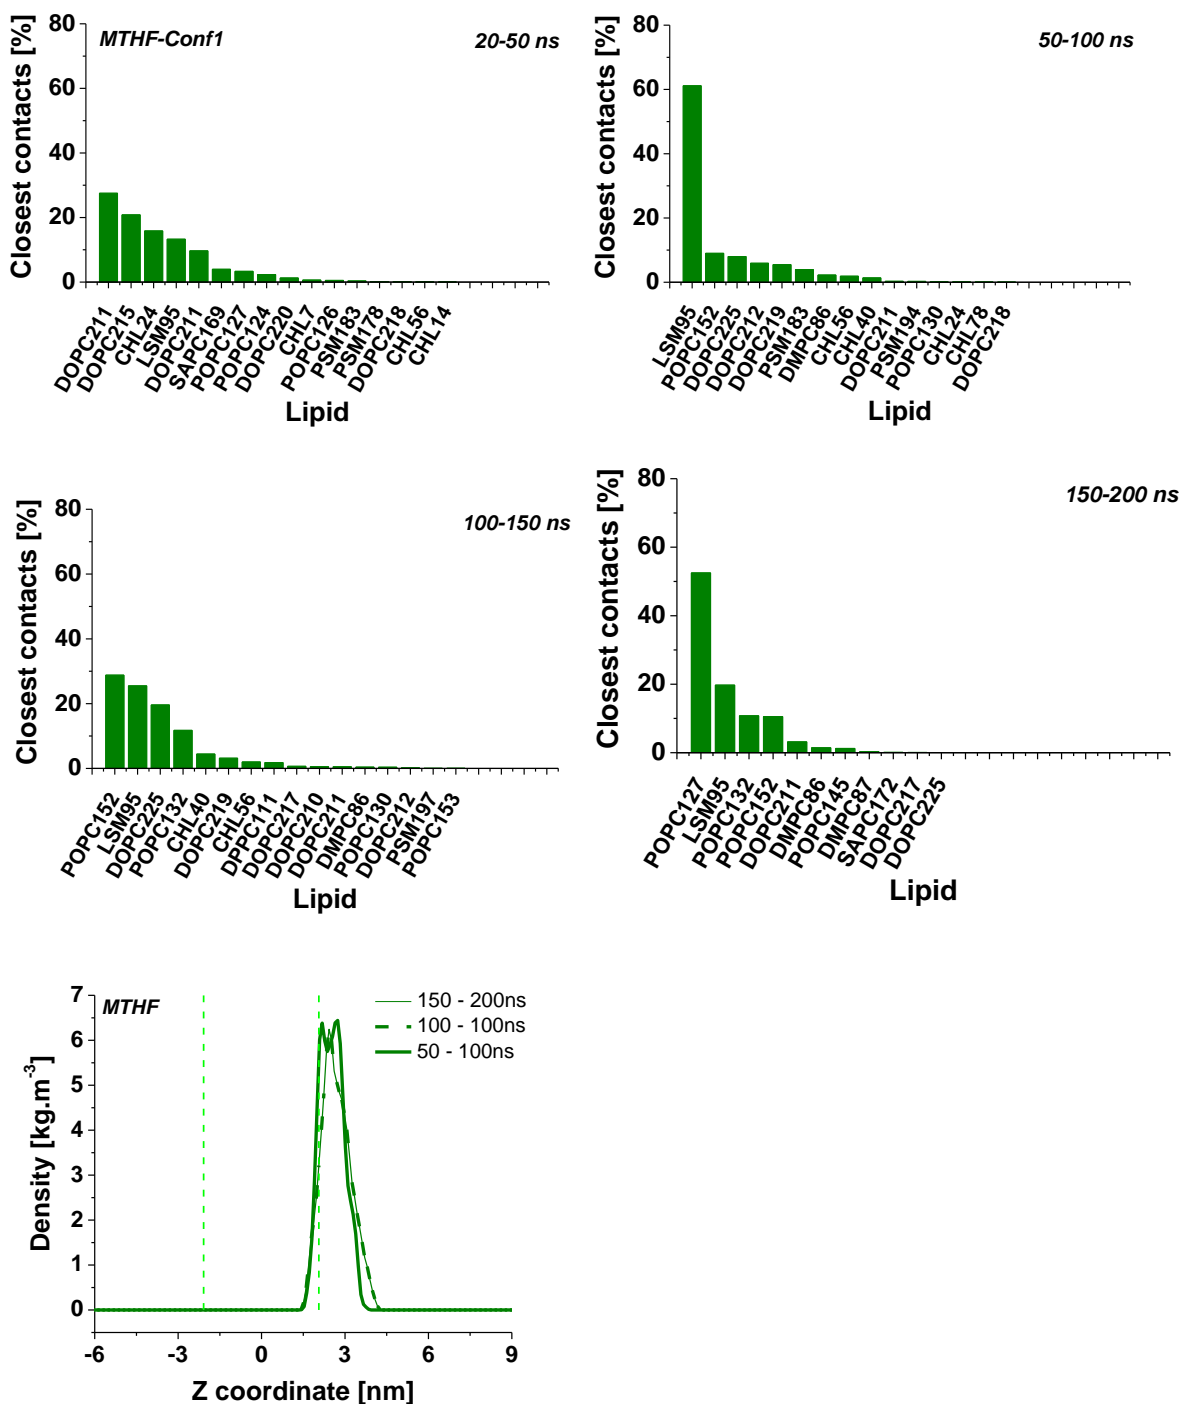 MTHF-Conf1
20-50 ns
Closest contacts [%]
80
60
40
20
0
DOPC211
DOPC215
CHL24
LSM95
DOPC211
SAPC169
POPC127
POPC124
DOPC220
CHL7
POPC126
PSM183
PSM178
DOPC218
CHL56
CHL14
Lipid
50-100 ns
Closest contacts [%]
80
60
40
20
0
LSM95
POPC152
DOPC225
DOPC212
DOPC219
PSM183
DMPC86
CHL56
CHL40
DOPC211
PSM194
POPC130
CHL24
CHL78
DOPC218
Lipid
100-150 ns
Closest contacts [%]
80
60
40
20
0
POPC152
LSM95
DOPC225
POPC132
CHL40
DOPC219
CHL56
DPPC111
DOPC217
DOPC210
DOPC211
DMPC86
POPC130
DOPC212
PSM197
POPC153
Lipid
150-200 ns
Closest contacts [%]
80
60
40
20
0
POPC127
LSM95
POPC132
POPC152
DOPC211
DMPC86
POPC145
DMPC87
SAPC172
DOPC217
DOPC225
Lipid
MTHF
150 - 200ns
100 - 100ns
50 - 100ns
Density [kg.m-3]
7
6
5
4
3
2
1
0
-6 -3 0 3 6 9
Z coordinate [nm]